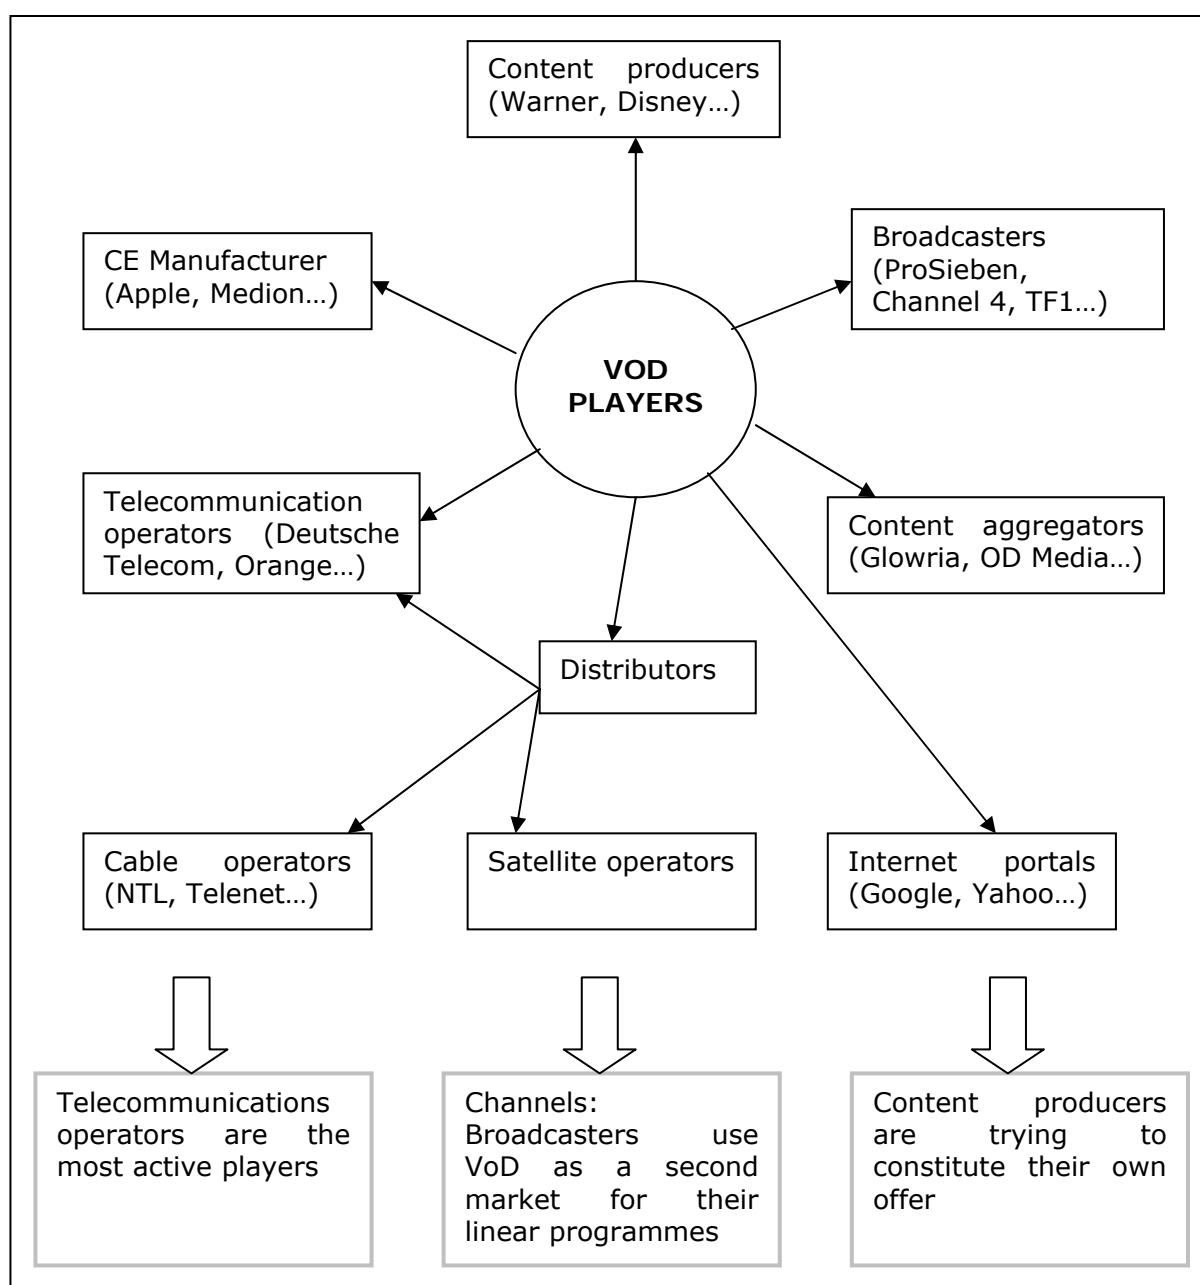 Content producers
(Warner, Disney…)
CE Manufacturer
(Apple, Medion…)
Broadcasters
(ProSieben,
Channel 4, TF1…)
VOD
PLAYERS
Telecommunication
operators (Deutsche
Telecom, Orange…)
Content aggregators
(Glowria, OD Media…)
Distributors
Cable operators
(NTL, Telenet…)
Satellite operators
Internet portals
(Google, Yahoo…)
Telecommunications
operators are the
most active players
Channels:
Broadcasters use
VoD as a second
market for their
linear programmes
Content producers
are trying to
constitute their own
offer